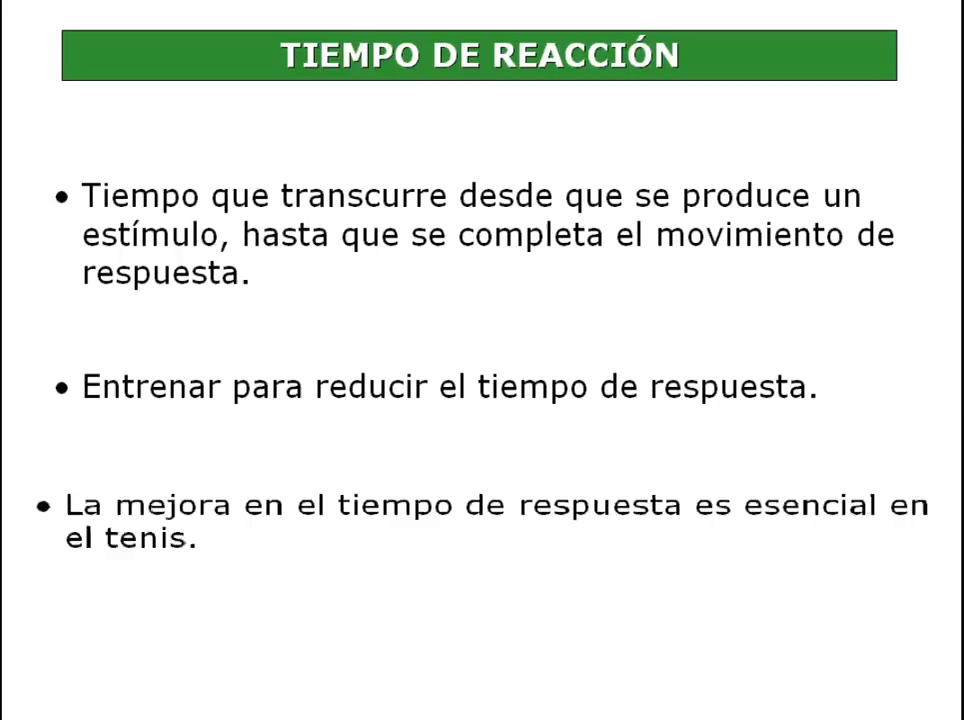 TIEMPO DE REACCIÓN
• Tiempo que transcurre desde que se produce un
estímulo, hasta que se completa el movimiento de
respuesta.
• Entrenar para reducir el tiempo de respuesta.
• La mejora en el tiempo de respuesta es esencial en
el tenis.